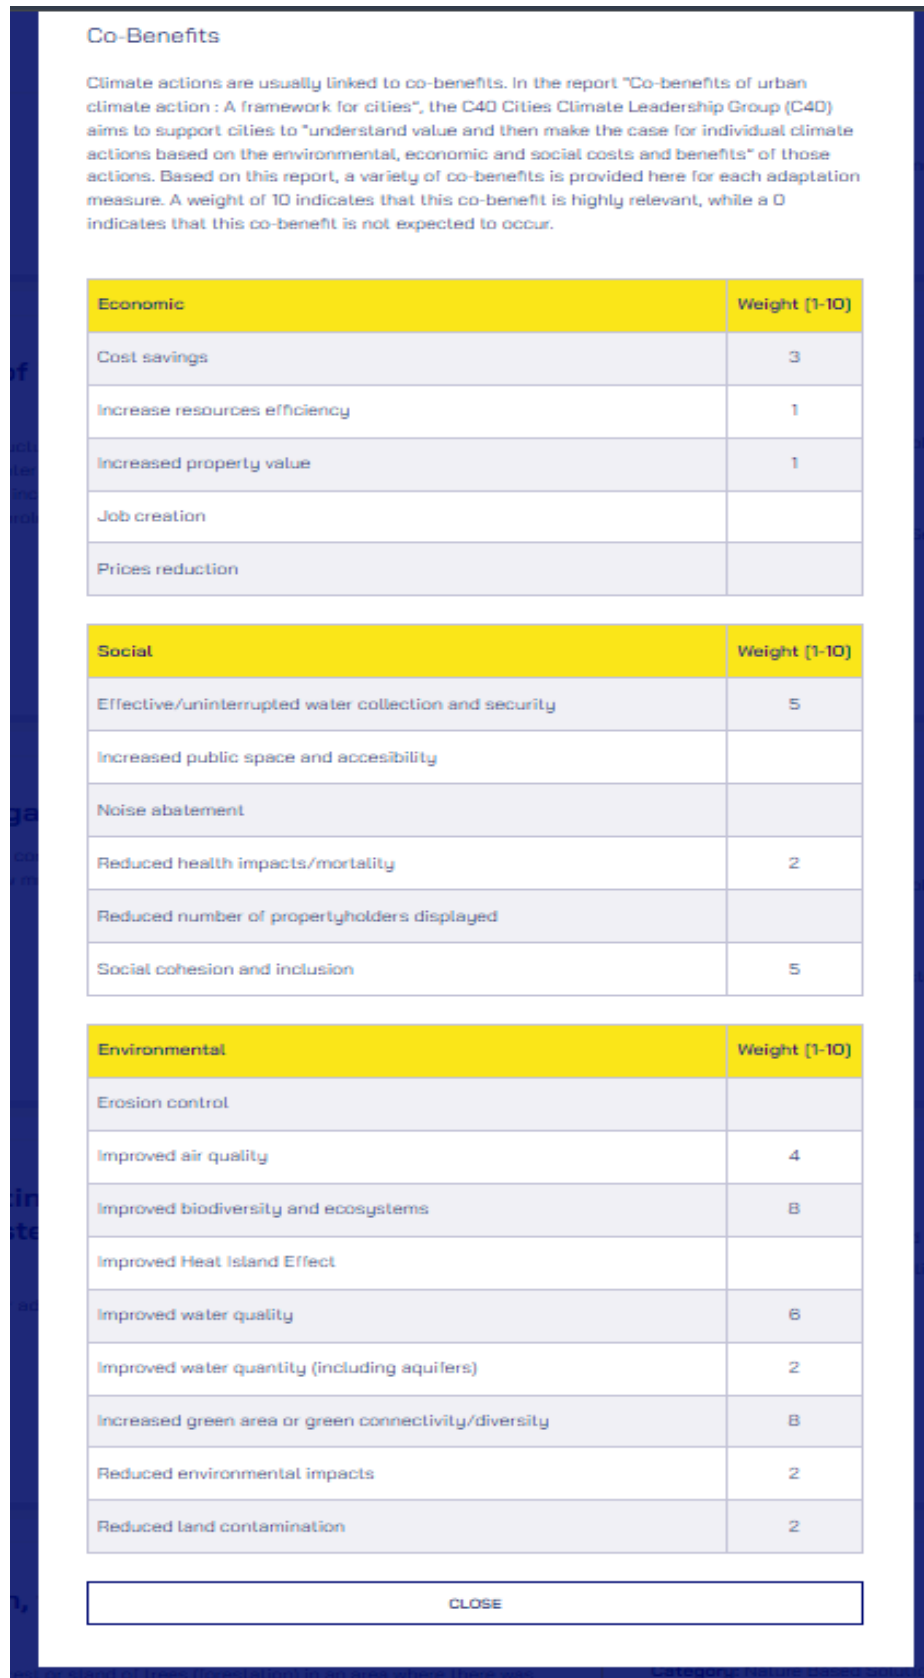 Co-Benefits
Climate actions are usually linked to co-benefits. In the report "Co-benefits of urban
climate action : A framework for cities", the C40 Cities Climate Leadership Group (C40)
aims to support cities to "understand value and then make the case for individual climate
actions based on the environmental, economic and social costs and benefits" of those
actions. Based on this report, a variety of co-benefits is provided here for each adaptation
measure. A weight of 10 indicates that this co-benefit is highly relevant, while a 0
indicates that this co-benefit is not expected to occur.
Economic Weight (1-10)
Cost savings 3
Increase resources efficiency 1
Increased property value 1
Job creation
Prices reduction
Social Weight (1-10)
Effective/uninterrupted water collection and security 5
Increased public space and accesibility
Noise abatement
Reduced health impacts/mortality 2
Reduced number of propertyholders displayed
Social cohesion and inclusion 5
Environmental Weight (1-10)
Erosion control
Improved air quality 4
Improved biodiversity and ecosystems 8
Improved Heat Island Effect
Improved water quality 6
Improved water quantity (including aquifers) 2
Increased green area or green connectivity/diversity 8
Reduced environmental impacts 2
Reduced land contamination 2
CLOSE